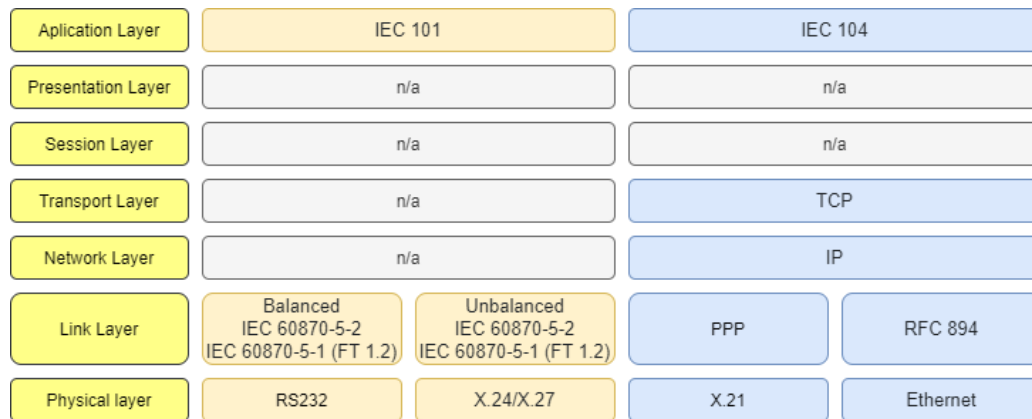 Aplication Layer IEC 101 IEC 104
Presentation Layer n/a n/a
Session Layer n/a n/a
Transport Layer n/a TCP
Network Layer n/a IP
Link Layer
Balanced
IEC 60870-5-2
IEC 60870-5-1 (FT 1.2)
Unbalanced
IEC 60870-5-2
IEC 60870-5-1 (FT 1.2)
PPP
RFC 894
Physical layer RS232 X.24/X.27 X.21 Ethernet